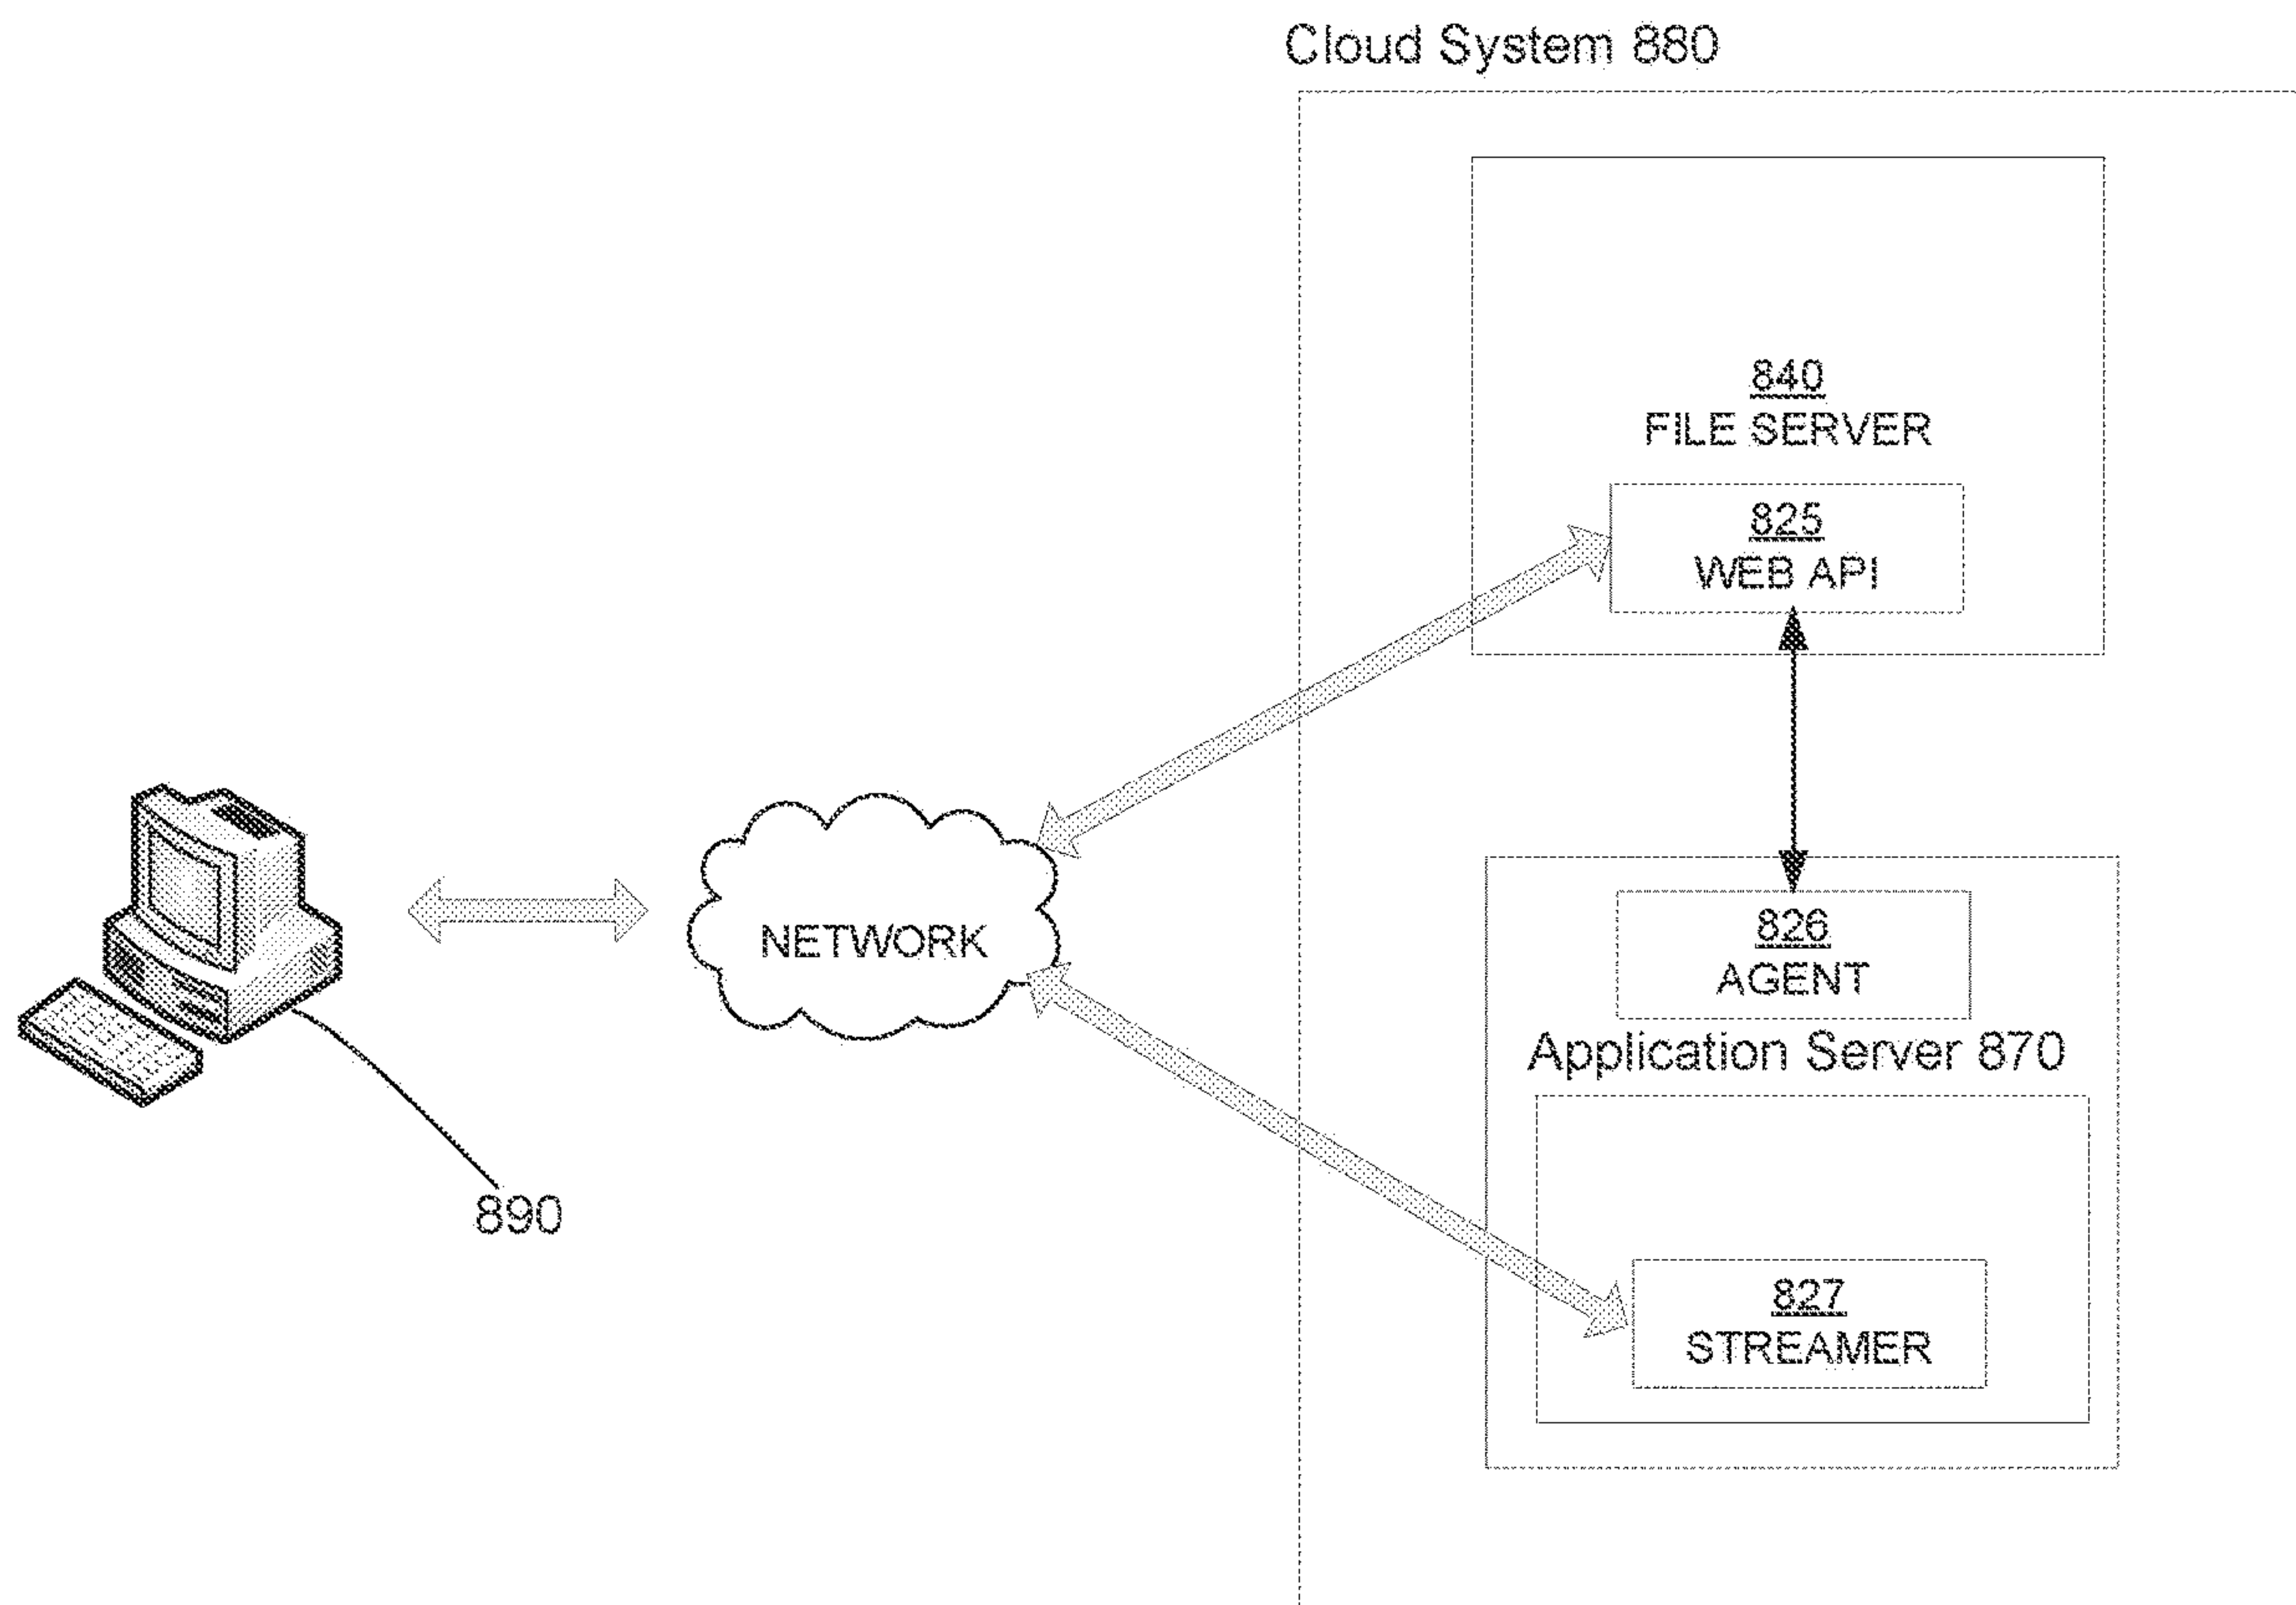 Cloud System 880
840
FILE SERVER
825
WEB API
NETWORK
826
AGENT
Application Server 870
890
827
STREAMER